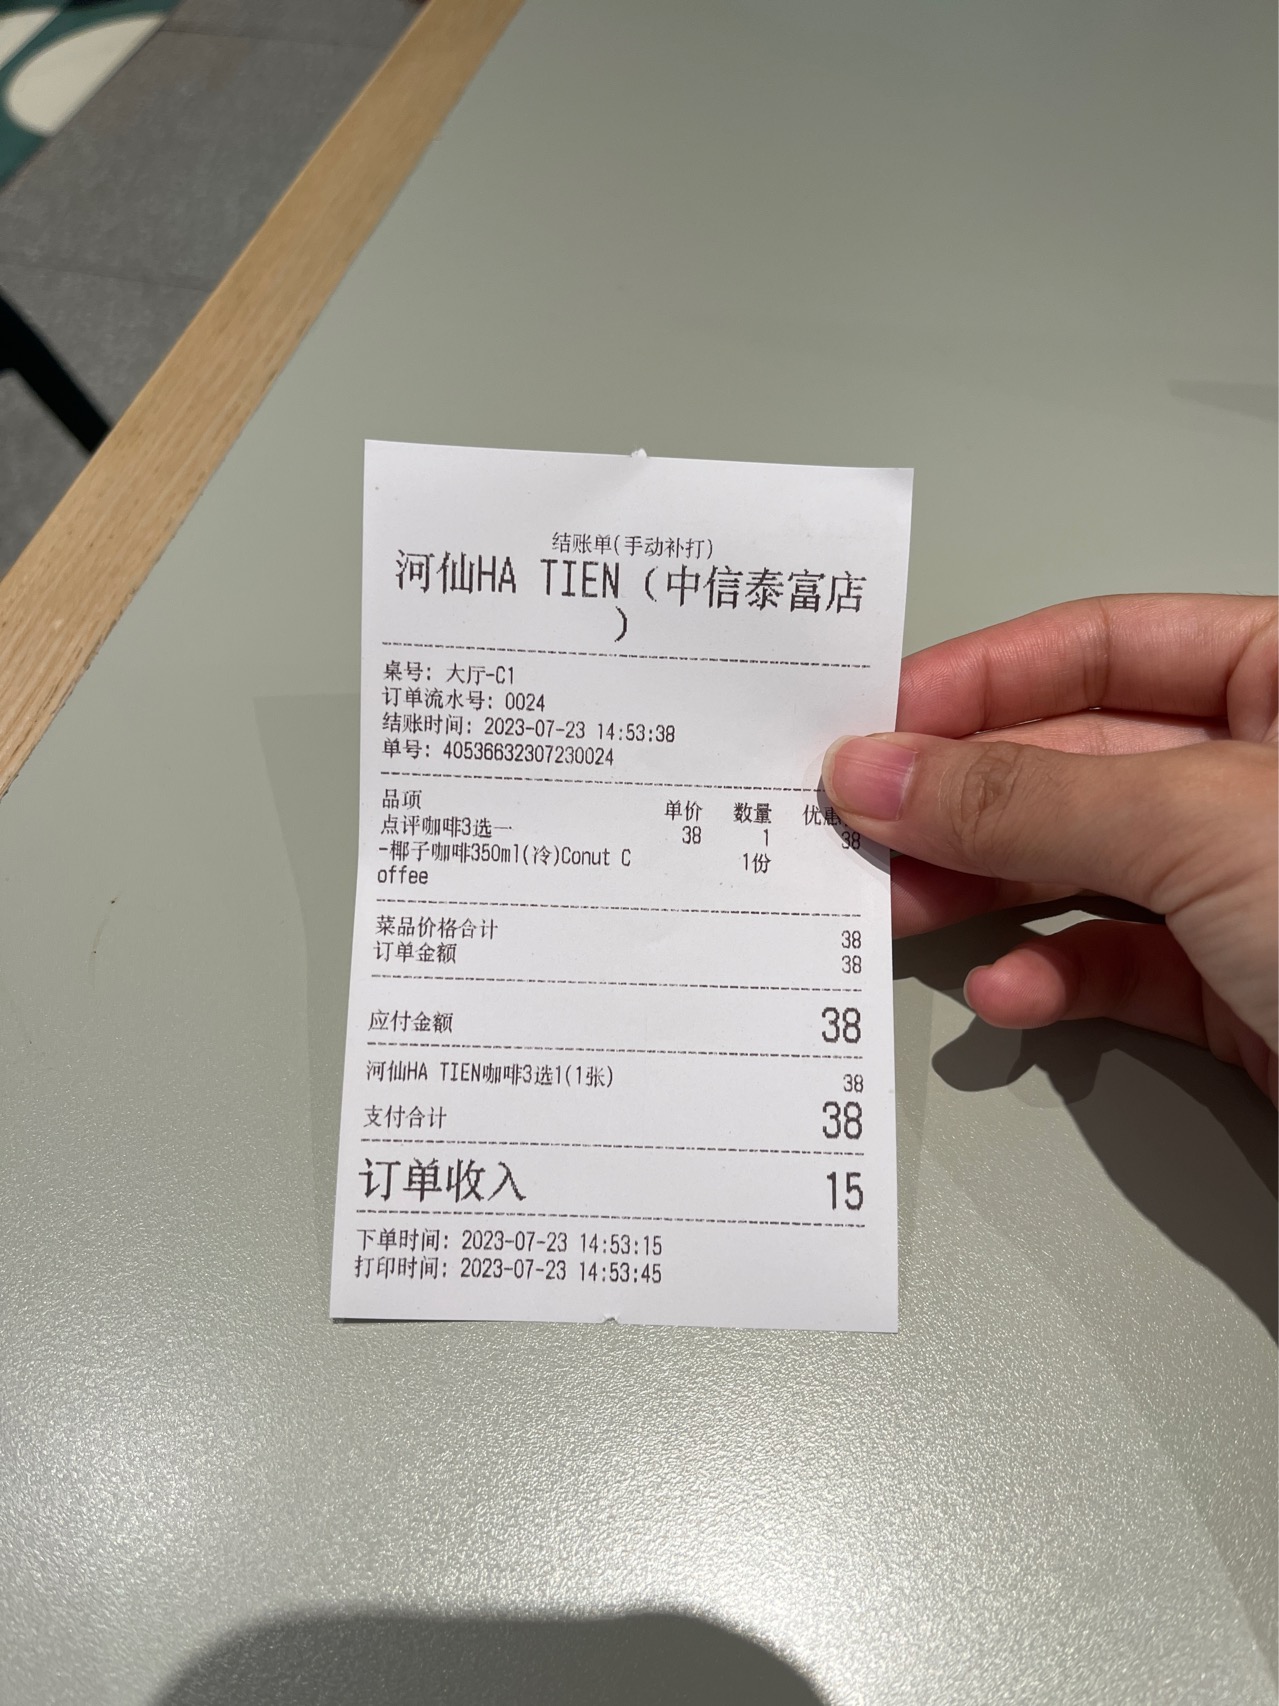 结账单(手动补打)
河仙HA TIEN（中信泰富店
）
桌号: 大厅-C1
订单流水号: 0024
结账时间: 2023-07-23 14:53:38
单号: 40536632307230024
品项 单价 数量 优惠
点评咖啡3选一 38 1 38
-椰子咖啡350ml(冷)Conut C 1份
offee
菜品价格合计 38
订单金额 38
应付金额 38
河仙HA TIEN咖啡3选1(1张) 38
支付合计 38
订单收入 15
下单时间: 2023-07-23 14:53:15
打印时间: 2023-07-23 14:53:45